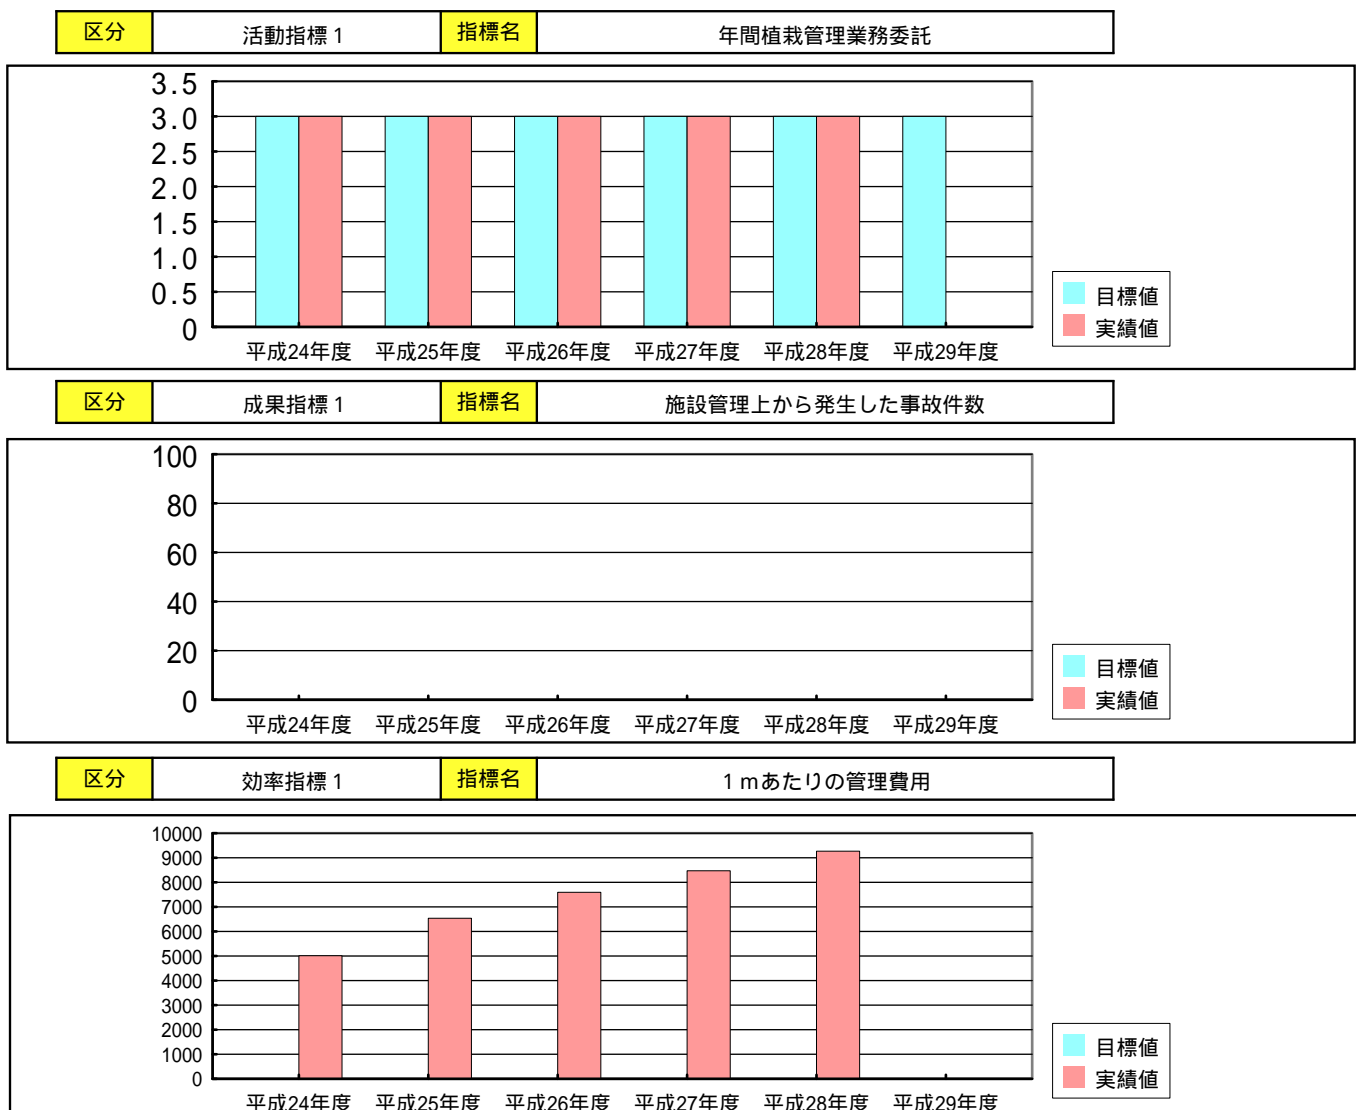 区分 活動指標1 指標名 年間植栽管理業務委託
3.5
3.0
2.5
2.0
1.5
1.0
0.5
0
平成24年度 平成25年度 平成26年度 平成27年度 平成28年度 平成29年度
目標値
実績値
区分 成果指標1 指標名 施設管理上から発生した事故件数
100
80
60
40
20
0
平成24年度 平成25年度 平成26年度 平成27年度 平成28年度 平成29年度
目標値
実績値
区分 効率指標1 指標名 1mあたりの管理費用
10000
9000
8000
7000
6000
5000
4000
3000
2000
1000
0
平成24年度 平成25年度 平成26年度 平成27年度 平成28年度 平成29年度
目標値
実績値